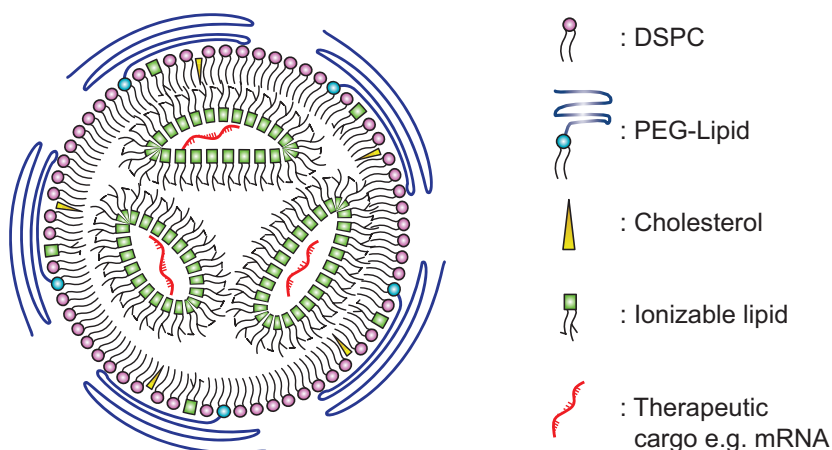 : DSPC
: PEG-Lipid
: Cholesterol
: Ionizable lipid
: Therapeutic
cargo e.g. mRNA